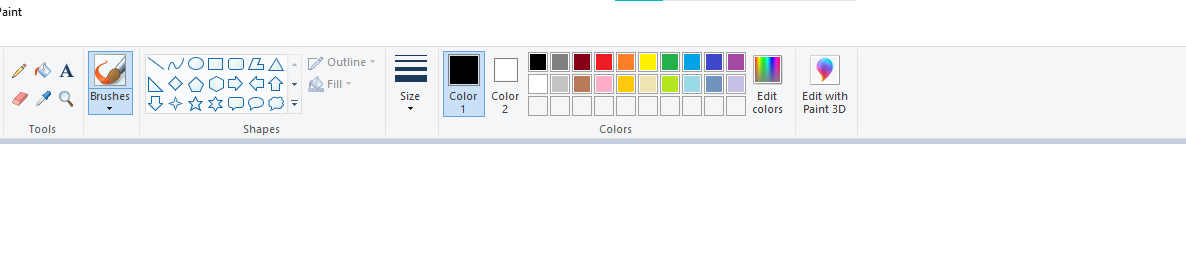 Paint
A
Brushes
Outline
Fill
Size
Color
1
Color
2
Edit
colors
Edit with
Paint 3D
Tools
Shapes
Colors